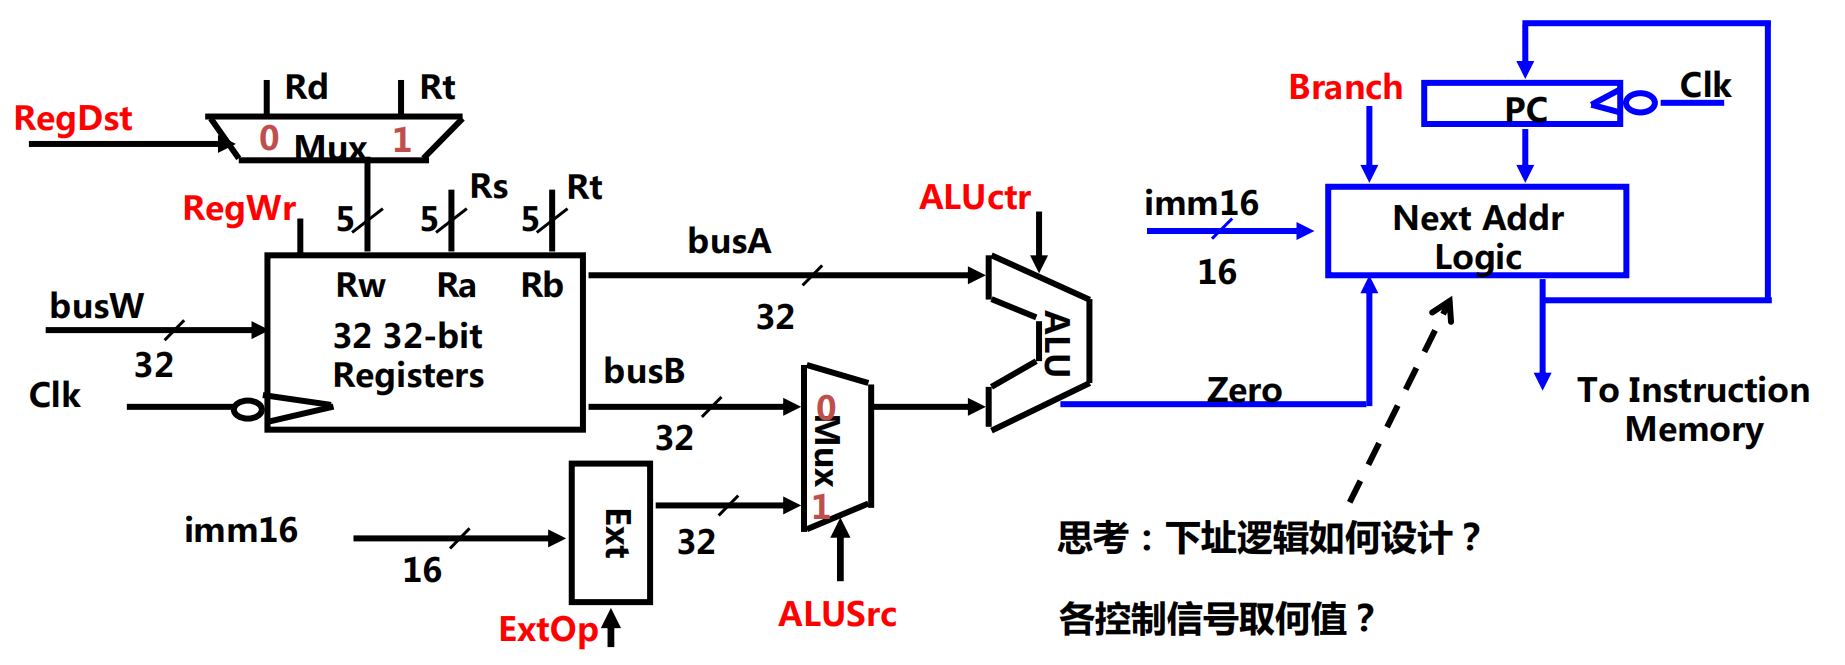 Rd
Rt
RegDst
0
Mux
1
RegWr
5
5
Rs
5
Rt
Rw
Ra
Rb
busW
32
32 32-bit
Registers
Clk
busA
32
busB
32
imm16
16
Ext
ExtOp
32
0
Mux
1
ALUSrc
ALUctr
ALU
Zero
Branch
PC
Clk
imm16
16
Next Addr
Logic
To Instruction
Memory
思考：下址逻辑如何设计？
各控制信号取何值？